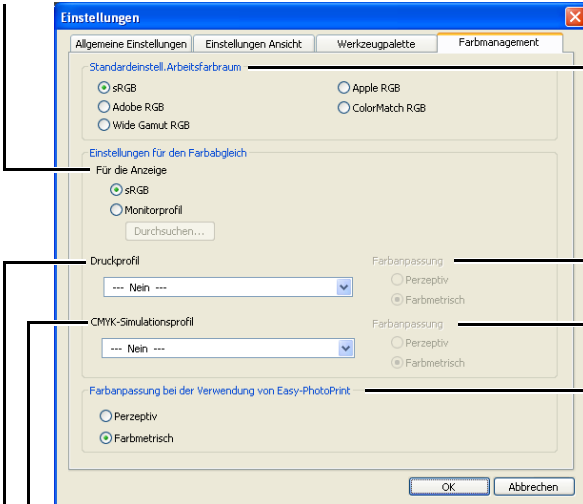 Einstellungen
Allgemeine Einstellungen Einstellungen Ansicht Werkzeugpalette Farbmanagement
Standardeinstell.Arbeitsfarbraum
sRGB Apple RGB
Adobe RGB ColorMatch RGB
Wide Gamut RGB
Einstellungen für den Farbabgleich
Für die Anzeige
sRGB
Monitorprofil
Durchsuchen...
Druckprofil Farbanpassung
--- Nein --- Perzeptiv
Farbmetrisch
CMYK-Simulationsprofil Farbanpassung
--- Nein --- Perzeptiv
Farbmetrisch
Farbanpassung bei der Verwendung von Easy-PhotoPrint
Perzeptiv
Farbmetrisch
OK Abbrechen